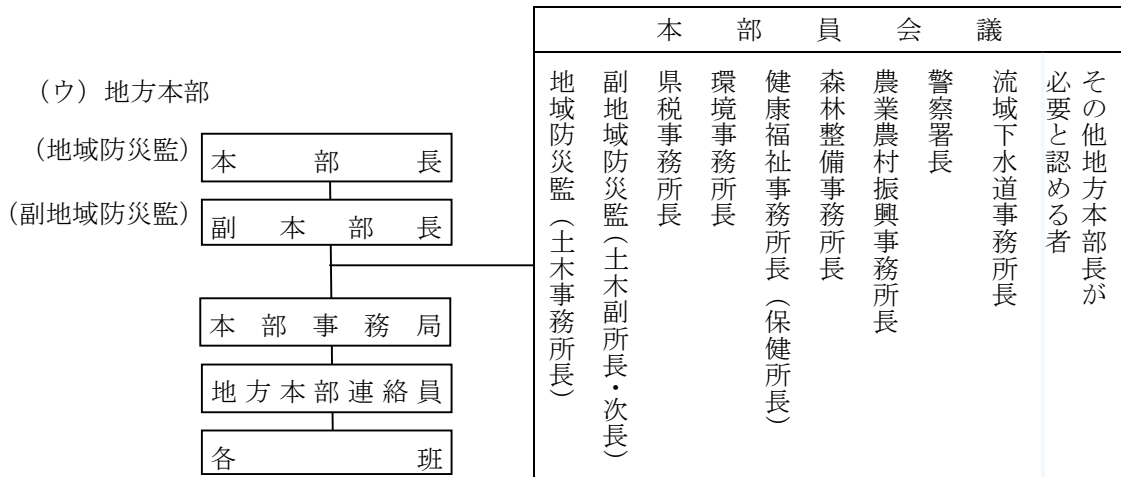 （ウ）地方本部
（地域防災監）
本部長
（副地域防災監）
副本部長
本部事務局
地方本部連絡員
各班
本部員会議
地域防災監（土木事務所長）
副地域防災監（土木副所長・次長）
県税事務所長
環境事務所長
健康福祉事務所長（保健所長）
森林整備事務所長
農業農村振興事務所長
警察署長
流域下水道事務所長
その他地方本部長が
必要と認める者